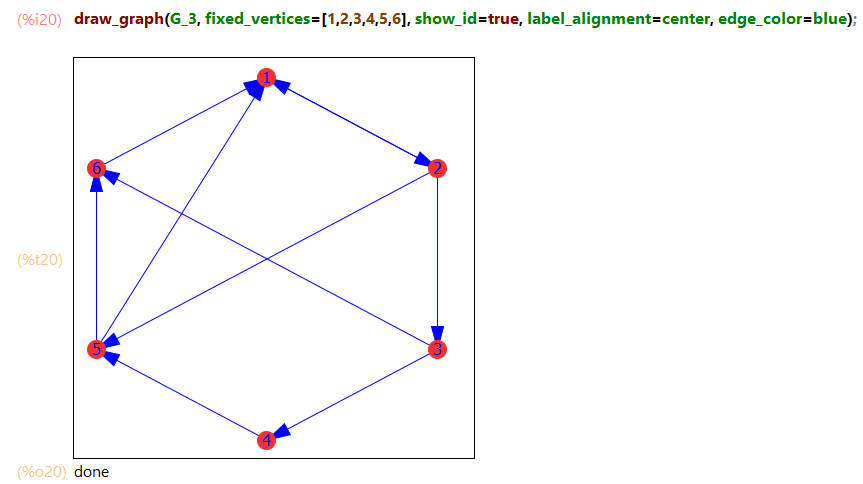 (%i20) draw_graph(G_3, fixed_vertices=[1,2,3,4,5,6], show_id=true, label_alignment=center, edge_color=blue);
1
6 2
(%t20)
5 3
4
(%o20) done